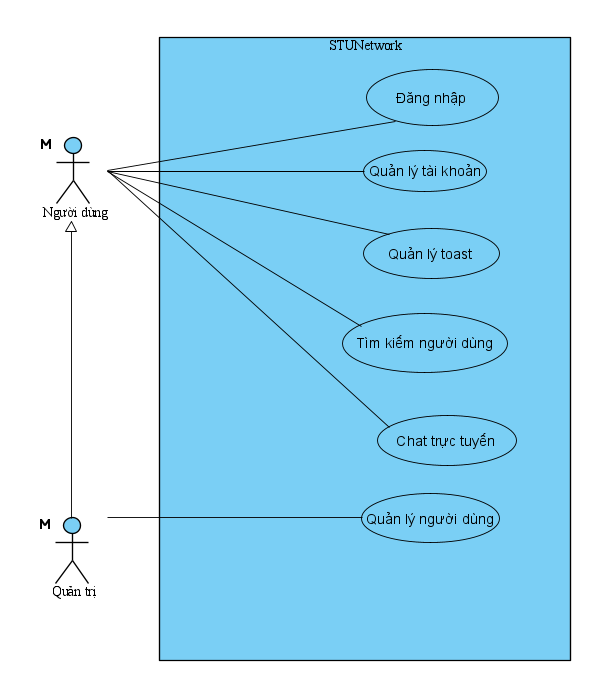 STUNetwork
Đăng nhập
M
Quản lý tài khoản
Người dùng
Quản lý toast
Tìm kiếm người dùng
Chat trực tuyến
M
Quản lý người dùng
Quản trị